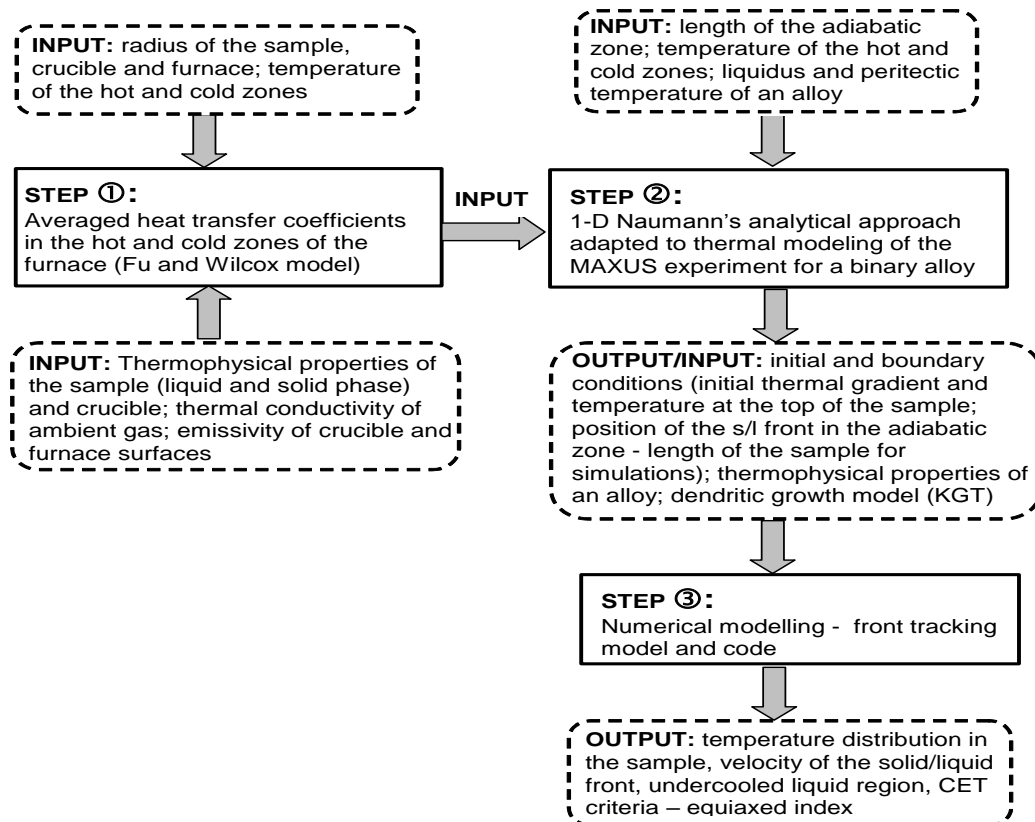 INPUT: radius of the sample,
crucible and furnace; temperature
of the hot and cold zones
INPUT: length of the adiabatic
zone; temperature of the hot and
cold zones; liquidus and peritectic
temperature of an alloy
STEP ①:
Averaged heat transfer coefficients
in the hot and cold zones of the
furnace (Fu and Wilcox model)
INPUT
STEP ②:
1-D Naumann’s analytical approach
adapted to thermal modeling of the
MAXUS experiment for a binary alloy
INPUT: Thermophysical properties of
the sample (liquid and solid phase)
and crucible; thermal conductivity of
ambient gas; emissivity of crucible and
furnace surfaces
OUTPUT/INPUT: initial and boundary
conditions (initial thermal gradient and
temperature at the top of the sample;
position of the s/l front in the adiabatic
zone - length of the sample for
simulations); thermophysical properties of
an alloy; dendritic growth model (KGT)
STEP ③:
Numerical modelling - front tracking
model and code
OUTPUT: temperature distribution in
the sample, velocity of the solid/liquid
front, undercooled liquid region, CET
criteria – equiaxed index